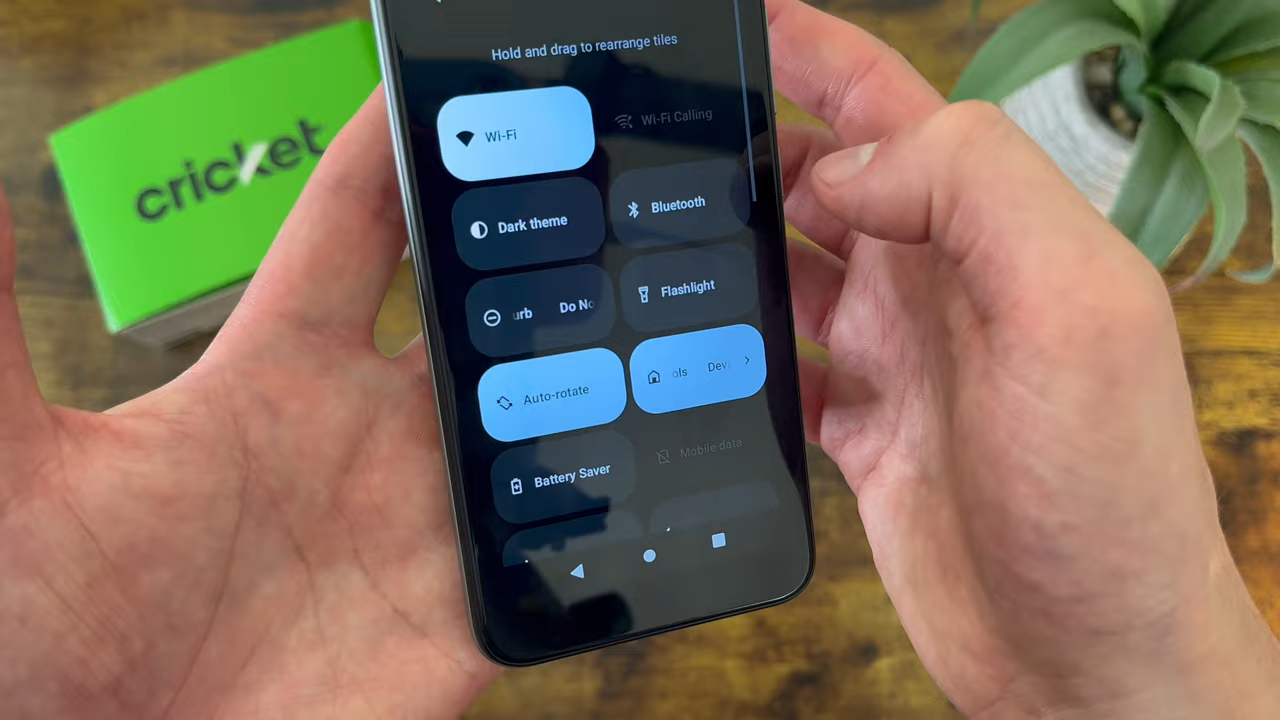 cricket
Hold and drag to rearrange tiles
Wi-Fi
Wi-Fi Calling
Dark theme
Bluetooth
urb Do No
Flashlight
Auto-rotate
ols Devi
Battery Saver
Mobile data